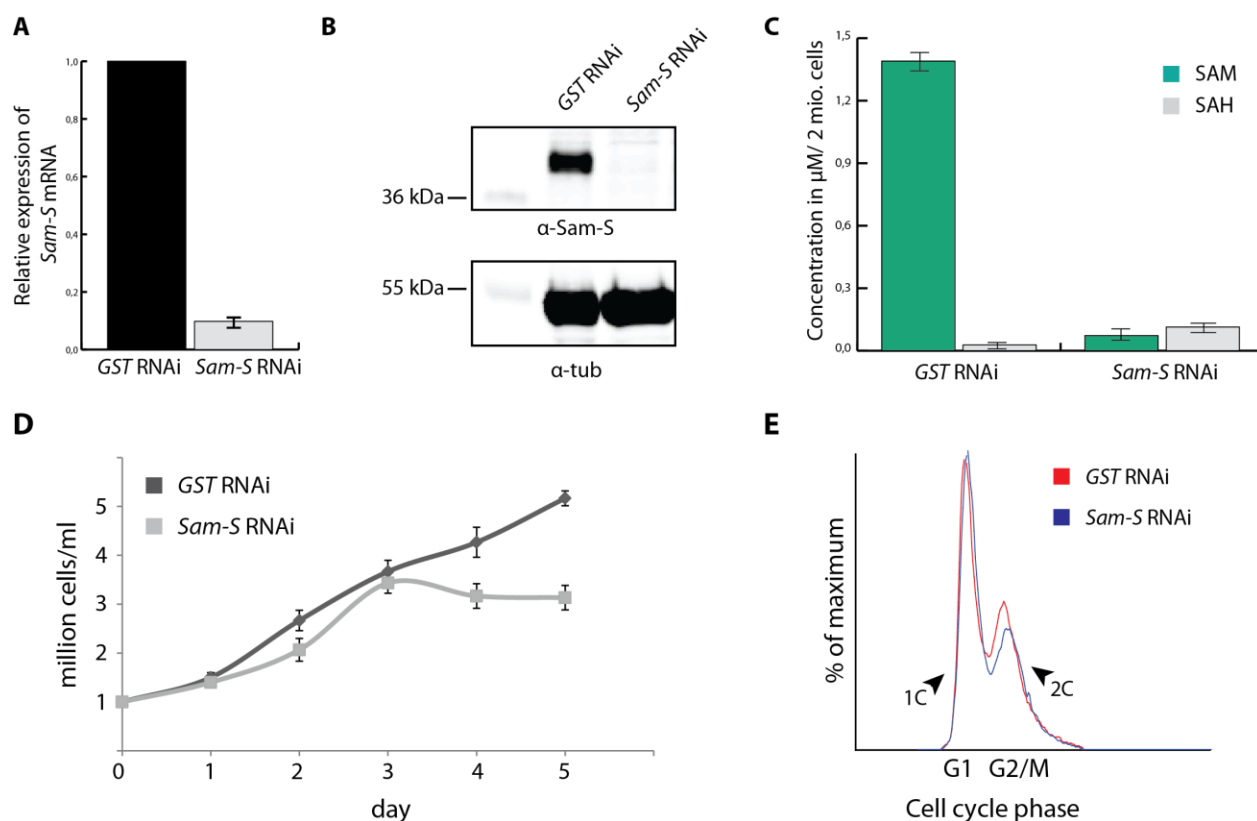 A
Relative expression of
Sam-S mRNA
1,0
0,8
0,6
0,4
0,2
0,0
GST RNAi
Sam-S RNAi
B
GST RNAi
Sam-S RNAi
36 kDa
α-Sam-S
55 kDa
α-tub
C
Concentration in µM/ 2 mio. cells
1,5
1,2
0,9
0,6
0,3
0,0
SAM
SAH
GST RNAi
Sam-S RNAi
D
GST RNAi
Sam-S RNAi
million cells/ml
5
4
3
2
1
0 1 2 3 4 5
day
E
GST RNAi
Sam-S RNAi
% of maximum
1C
2C
G1 G2/M
Cell cycle phase